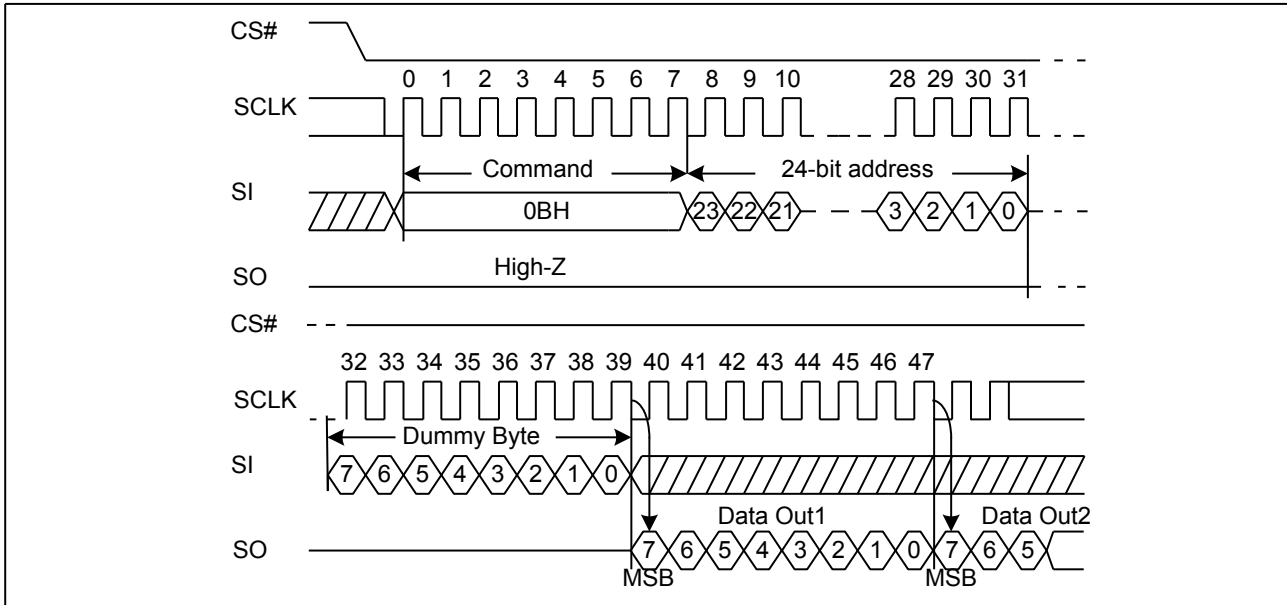 CS#
0 1 2 3 4 5 6 7 8 9 10 28 29 30 31
SCLK
Command 24-bit address
SI
0BH 23 22 21 3 2 1 0
High-Z
SO
CS#
32 33 34 35 36 37 38 39 40 41 42 43 44 45 46 47
SCLK
Dummy Byte
SI
7 6 5 4 3 2 1 0
Data Out1 Data Out2
SO
7 6 5 4 3 2 1 0 7 6 5
MSB MSB